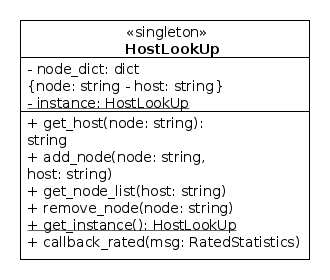 «singleton»
HostLookUp
- node_dict: dict
{node: string - host: string}
- instance: HostLookUp
+ get_host(node: string):
string
+ add_node(node: string,
host: string)
+ get_node_list(host: string)
+ remove_node(node: string)
+ get_instance(): HostLookUp
+ callback_rated(msg: RatedStatistics)